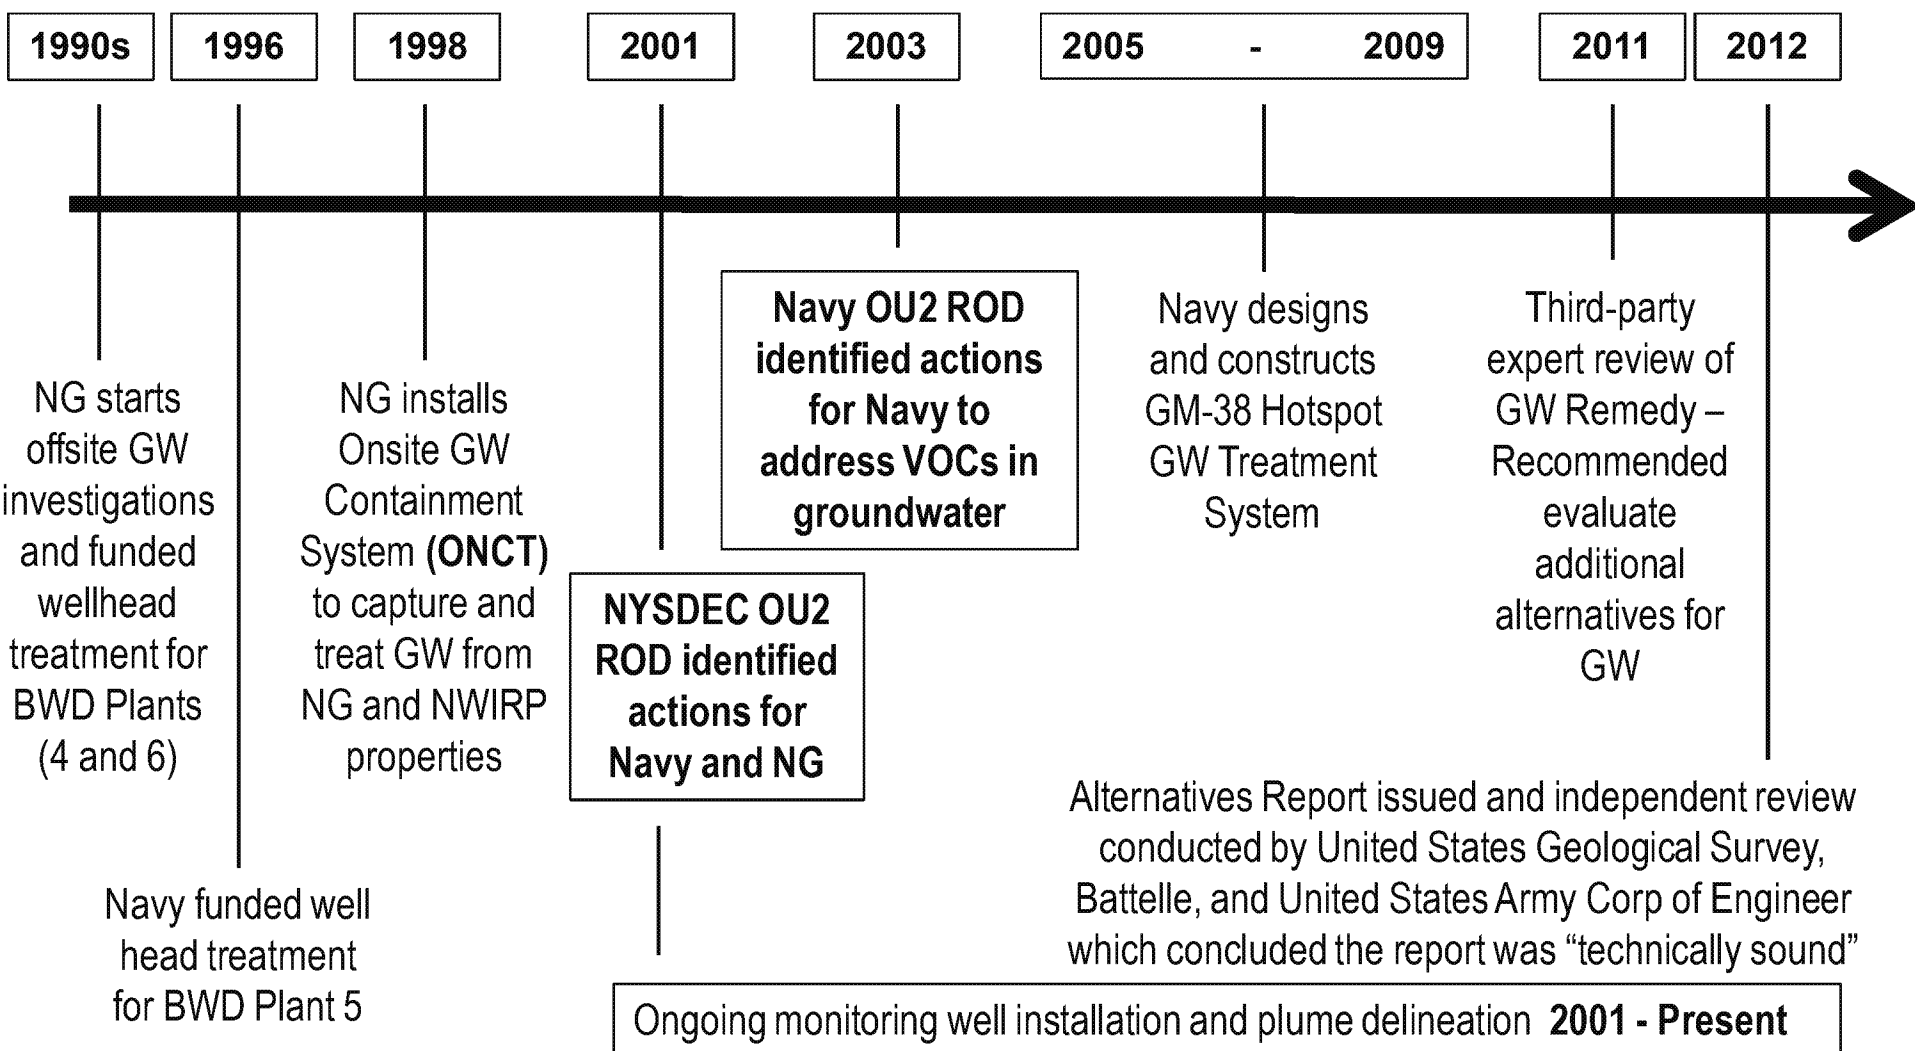 1990s
1996
1998
2001
2003
2005 - 2009
2011
2012
NG starts
offsite GW
investigations
and funded
wellhead
treatment for
BWD Plants
(4 and 6)
Navy funded well
head treatment
for BWD Plant 5
NG installs
Onsite GW
Containment
System (ONCT)
to capture and
treat GW from
NG and NWIRP
properties
NYSDEC OU2
ROD identified
actions for
Navy and NG
Navy OU2 ROD
identified actions
for Navy to
address VOCs in
groundwater
Navy designs
and constructs
GM-38 Hotspot
GW Treatment
System
Third-party
expert review of
GW Remedy –
Recommended
evaluate
additional
alternatives for
GW
Alternatives Report issued and independent review
conducted by United States Geological Survey,
Battelle, and United States Army Corp of Engineer
which concluded the report was “technically sound”
Ongoing monitoring well installation and plume delineation 2001 - Present